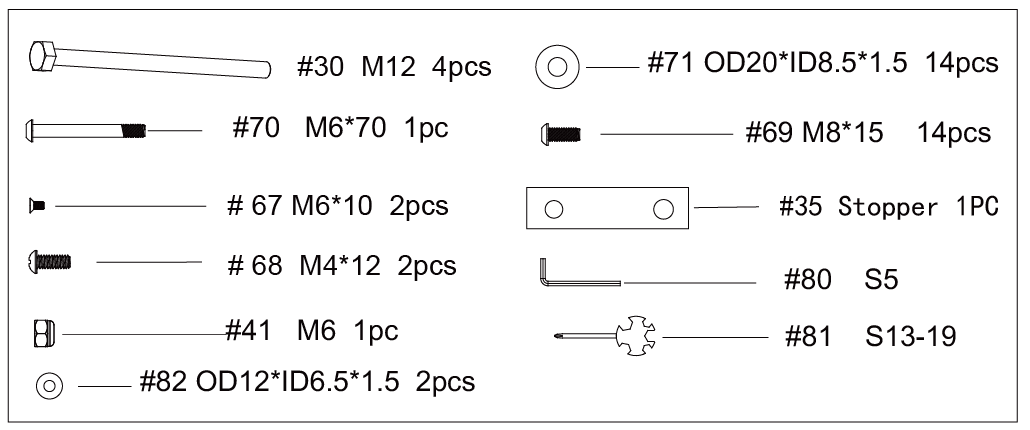 #30 M12 4pcs
#70 M6*70 1pc
# 67 M6*10 2pcs
# 68 M4*12 2pcs
#41 M6 1pc
#82 OD12*ID6.5*1.5 2pcs
#71 OD20*ID8.5*1.5 14pcs
#69 M8*15 14pcs
#35 Stopper 1PC
#80 S5
#81 S13-19